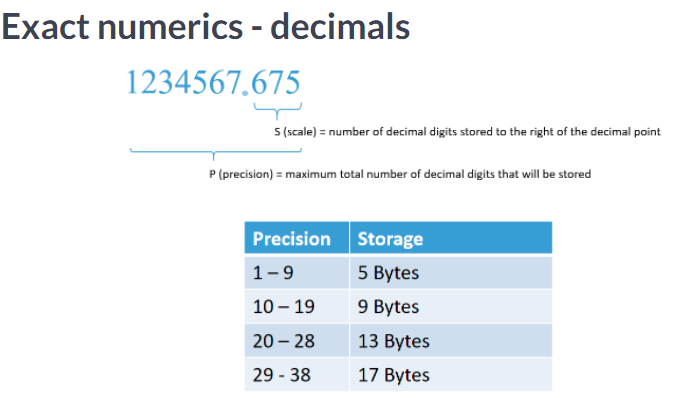 Exact numerics - decimals
1234567.675
S (scale) = number of decimal digits stored to the right of the decimal point
P (precision) = maximum total number of decimal digits that will be stored
Precision Storage
1 – 9 5 Bytes
10 – 19 9 Bytes
20 – 28 13 Bytes
29 - 38 17 Bytes